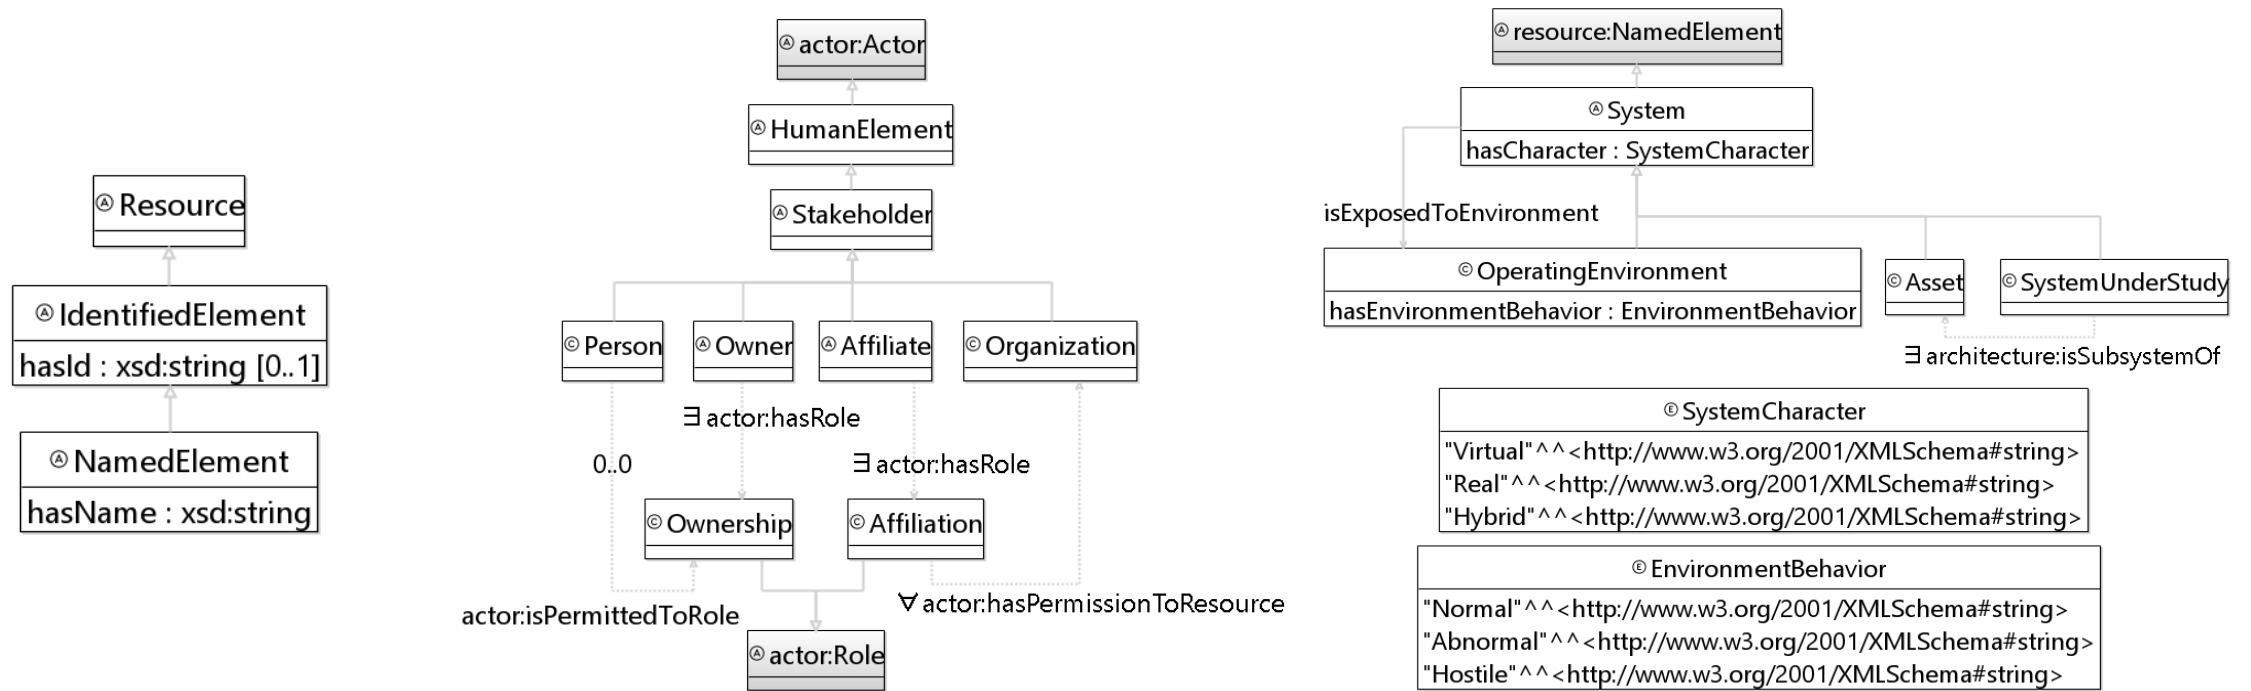 Resource
IdentifiedElement
hasId : xsd:string [0..1]
NamedElement
hasName : xsd:string
actor:Actor
HumanElement
Stakeholder
Person
Owner
Affiliate
Organization
∃ actor:hasRole
0..0
∃ actor:hasRole
Ownership
Affiliation
actor:isPermittedToRole
∀ actor:hasPermissionToResource
actor:Role
resource:NamedElement
System
hasCharacter : SystemCharacter
isExposedToEnvironment
OperatingEnvironment
hasEnvironmentBehavior : EnvironmentBehavior
Asset
SystemUnderStudy
∃ architecture:isSubsystemOf
SystemCharacter
"Virtual"^^<http://www.w3.org/2001/XMLSchema#string>
"Real"^^<http://www.w3.org/2001/XMLSchema#string>
"Hybrid"^^<http://www.w3.org/2001/XMLSchema#string>
EnvironmentBehavior
"Normal"^^<http://www.w3.org/2001/XMLSchema#string>
"Abnormal"^^<http://www.w3.org/2001/XMLSchema#string>
"Hostile"^^<http://www.w3.org/2001/XMLSchema#string>